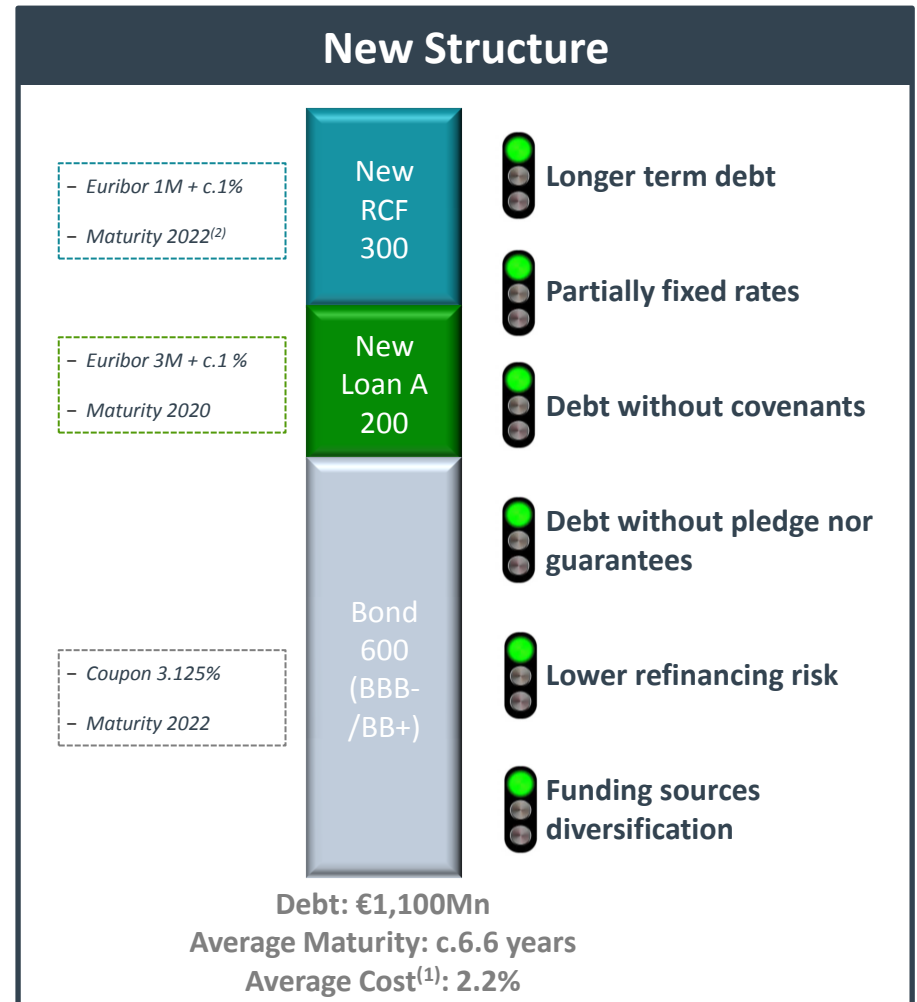 New Structure
– Euribor 1M + c.1%
– Maturity 2022(2)
New
RCF
300
Longer term debt
Partially fixed rates
– Euribor 3M + c.1 %
– Maturity 2020
New
Loan A
200
Debt without covenants
Debt without pledge nor
guarantees
– Coupon 3.125%
– Maturity 2022
Bond
600
(BBB-
/BB+)
Lower refinancing risk
Funding sources
diversification
Debt: €1,100Mn
Average Maturity: c.6.6 years
Average Cost(1): 2.2%